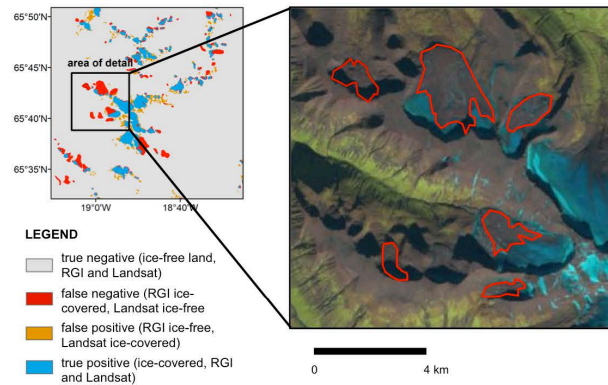 65°50'N
area of detail
65°45'N
65°40'N
65°35'N
19°0'W 18°40'W
LEGEND
true negative (ice-free land,
RGI and Landsat)
false negative (RGI ice-
covered, Landsat ice-free
false positive (RGI ice-free,
Landsat ice-covered)
true positive (ice-covered, RGI
and Landsat)
0 4 km